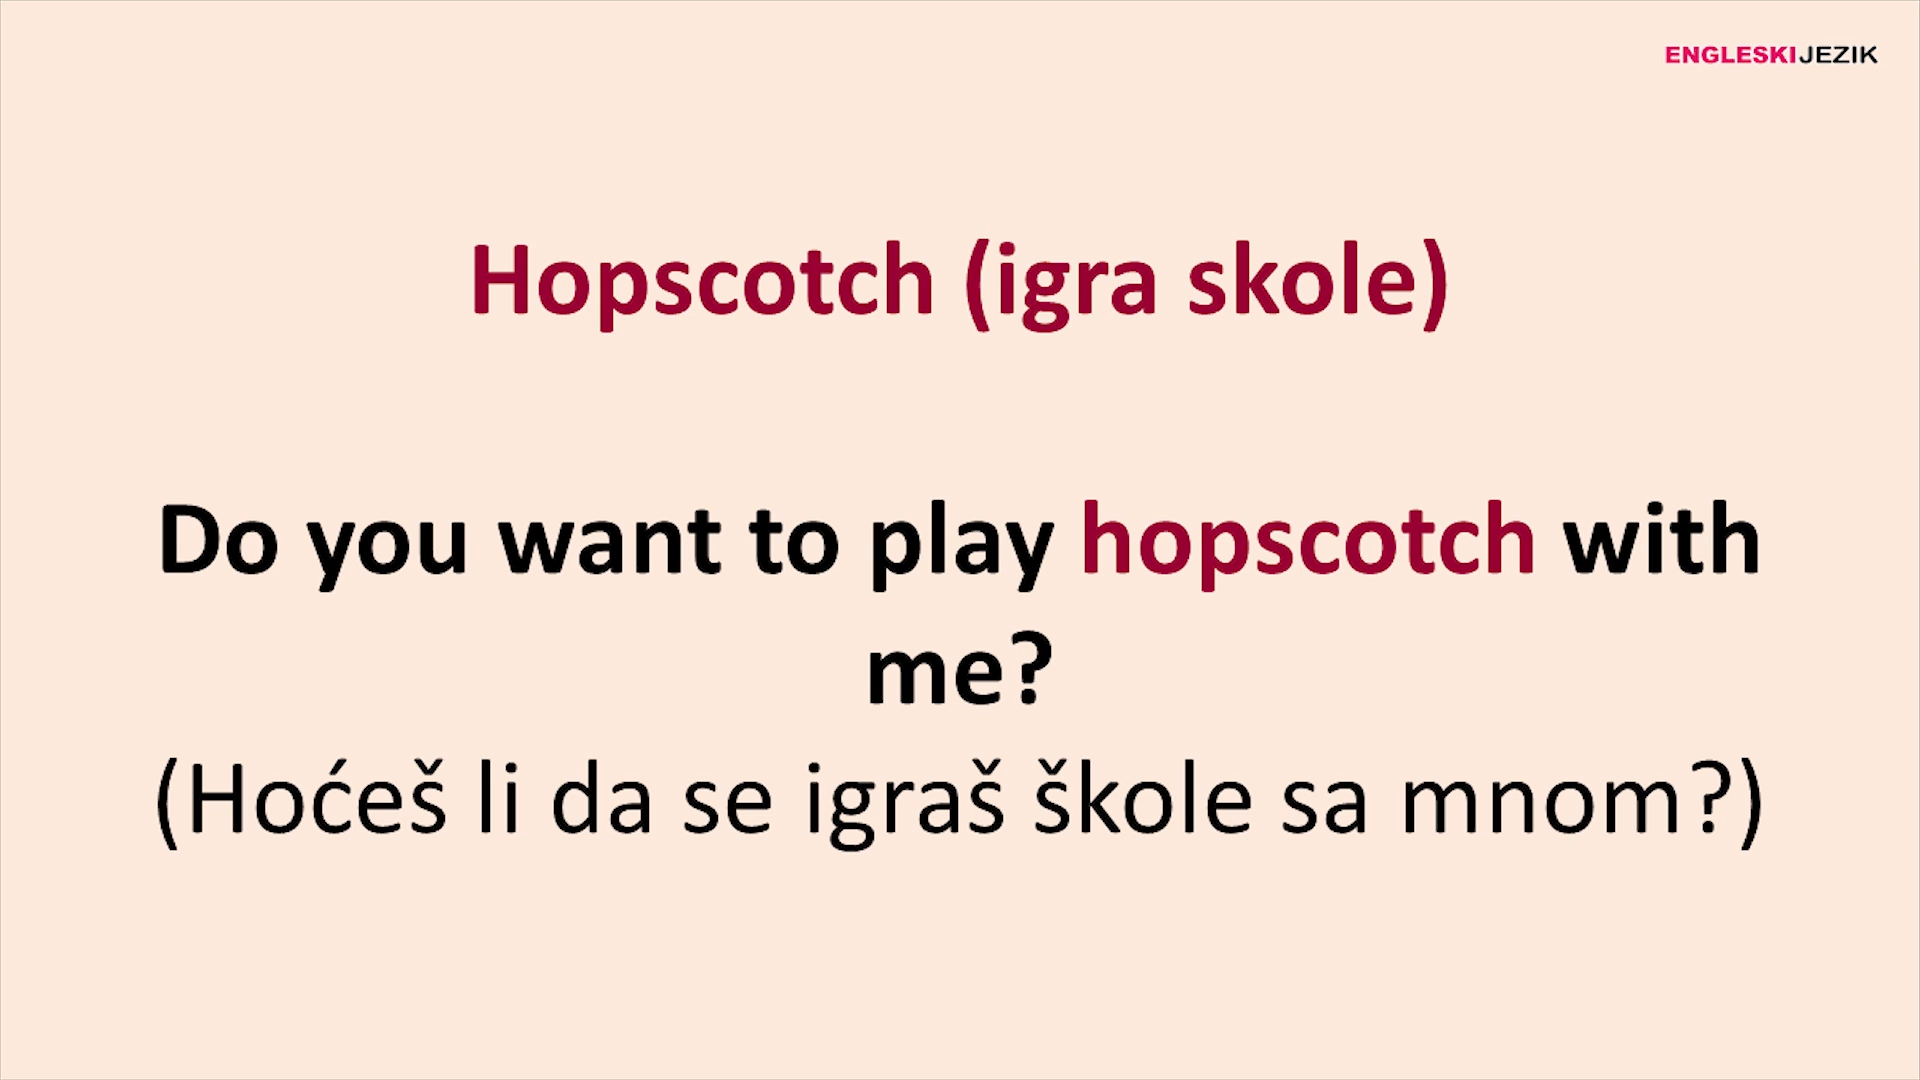 ENGLESKIJEZIK
Hopscotch (igra skole)
Do you want to play hopscotch with
me?
(Hoćeš li da se igraš škole sa mnom?)